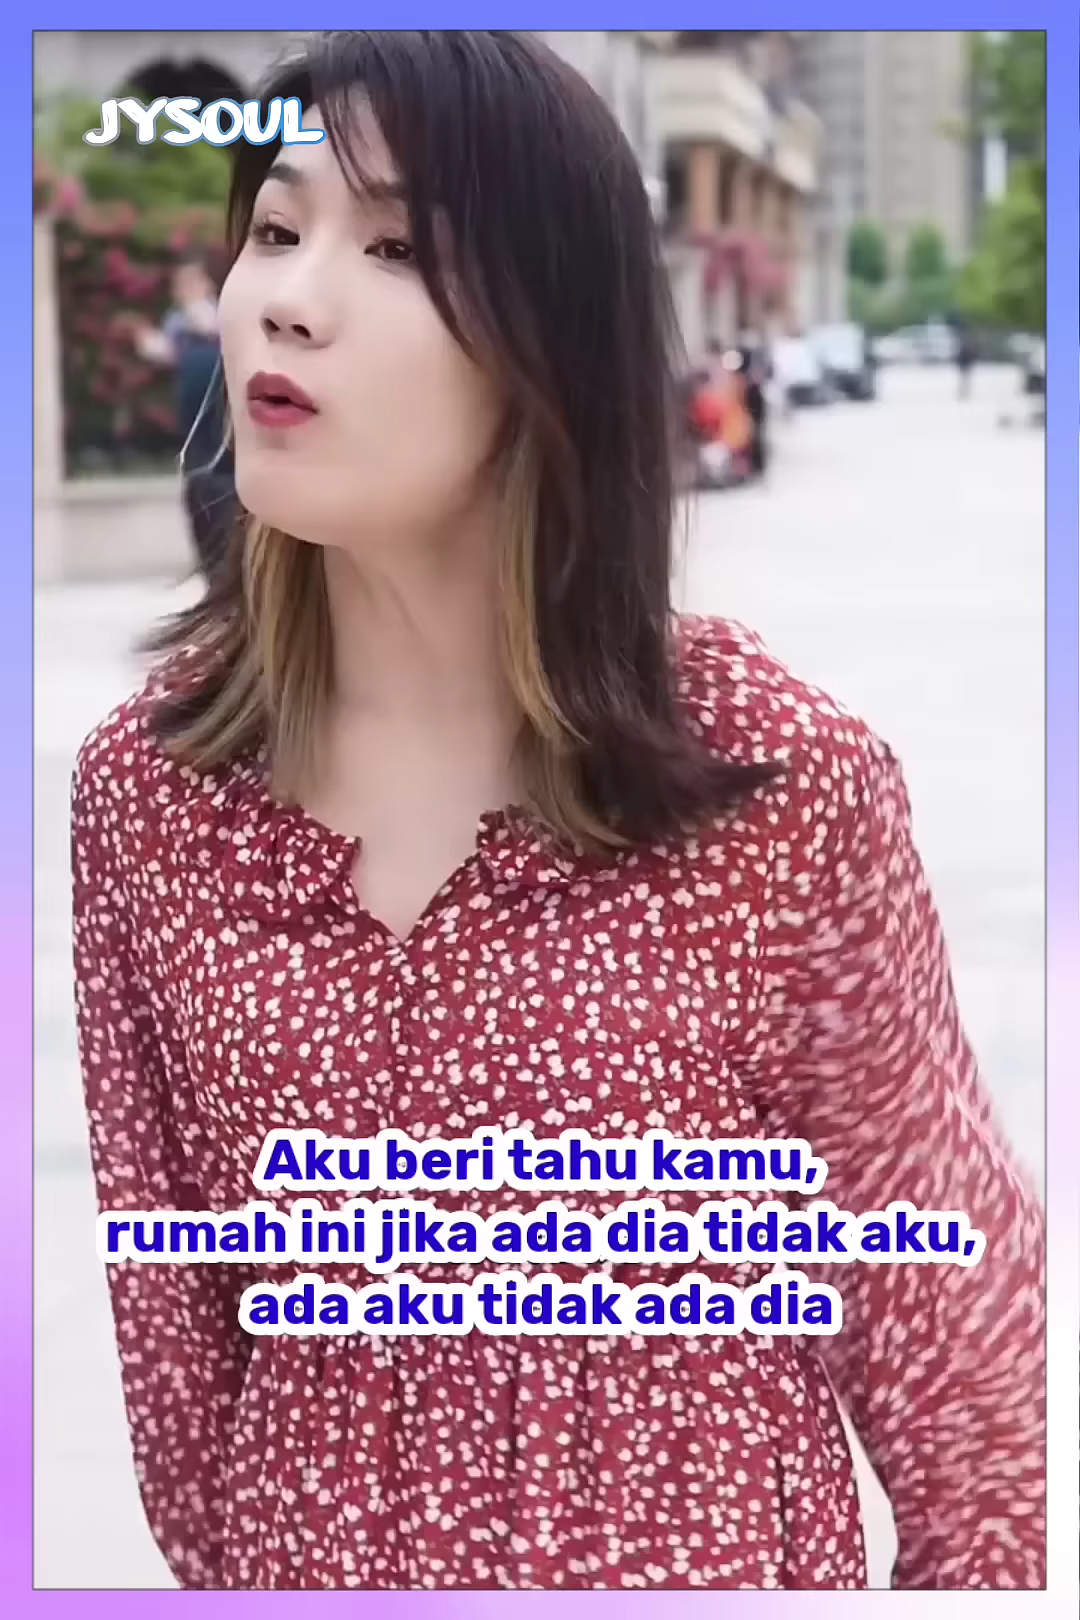 JYSOUL
Aku beri tahu kamu,
rumah ini jika ada dia tidak aku,
ada aku tidak ada dia